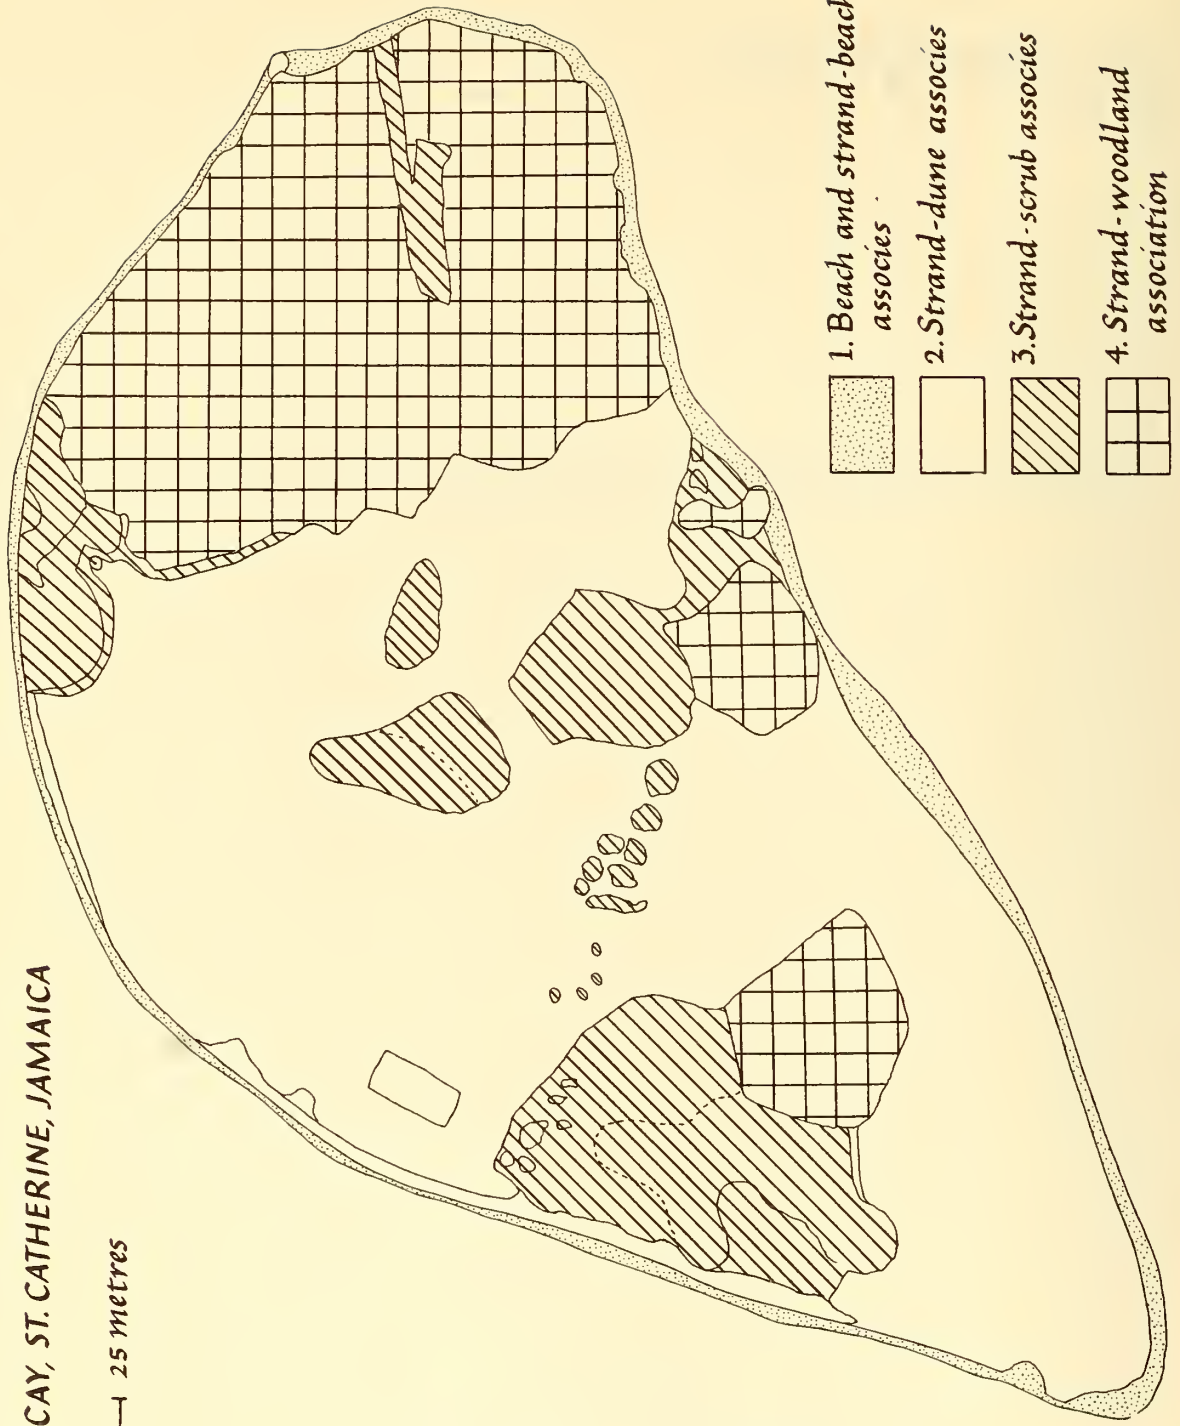 CAY, ST. CATHERINE, JAMAICA
25 metres
1. Beach and strand-beach
associes
2. Strand-dune associes
3. Strand-scrub associes
4. Strand-woodland
association